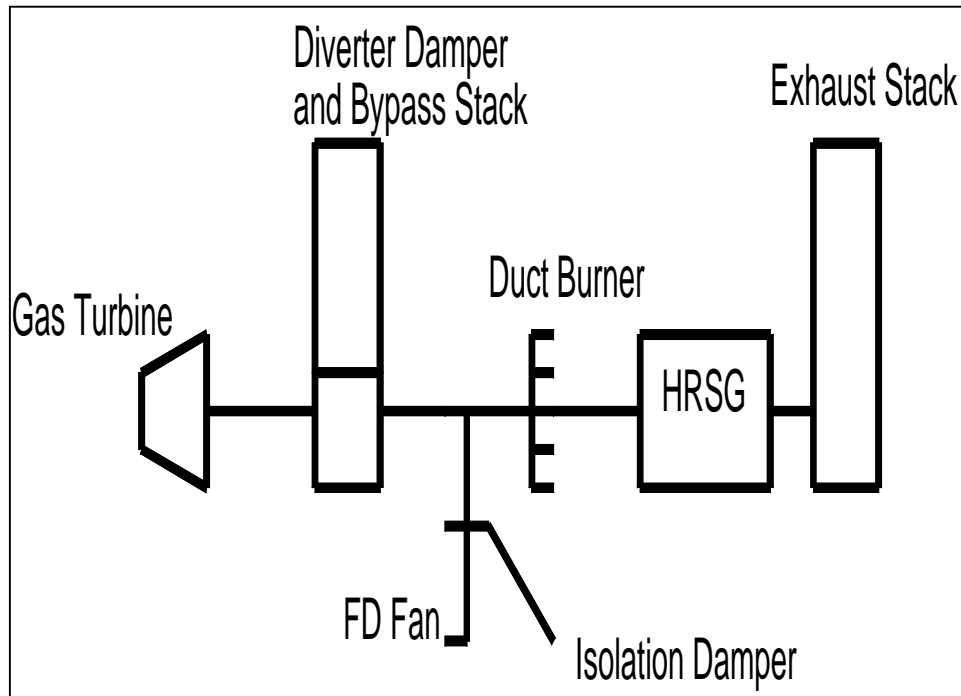 Diverter Damper
and Bypass Stack
Exhaust Stack
Duct Burner
Gas Turbine
HRSG
FD Fan
Isolation Damper